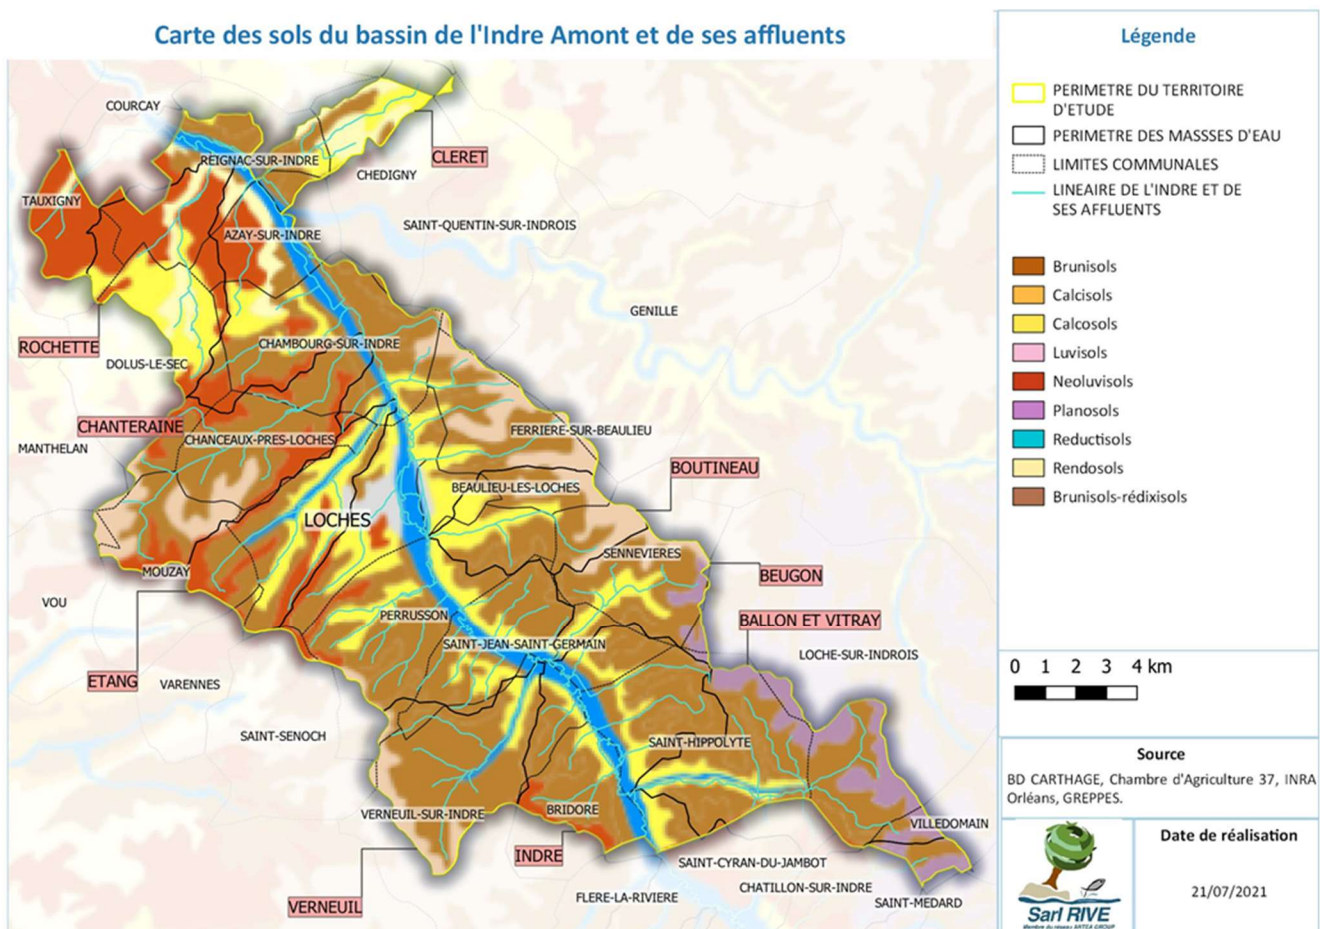 Carte des sols du bassin de l'Indre Amont et de ses affluents
COURCAY
REIGNAC-SUR-INDRE
CLERET
CHEDIGNY
TAUXIGNY
SAINT-QUENTIN-SUR-INDROIS
AZAY-SUR-INDRE
GENILLE
ROCHETTE
CHAMBOURG-SUR-INDRE
DOLUS-LE-SEC
CHANTERAINE
FERRIERE-SUR-BEAULIEU
CHANCEAUX-PRES-LOCHES
MANTHELAN
BOUTINEAU
BEAULIEU-LES-LOCHES
LOCHES
SENNEVIERES
MOUZAY
BEUGON
VOU
PERRUSSON
BALLON ET VITRAY
SAINT-JEAN-SAINT-GERMAIN
LOCHE-SUR-INDROIS
ETANG
VARENNES
SAINT-SENOCH
SAINT-HIPPOLYTE
BRIDORE
VERNEUIL-SUR-INDRE
VILLEDOMAIN
INDRE
SAINT-CYRAN-DU-JAMBOT
CHATILLON-SUR-INDRE
FLERE-LA-RIVIERE
SAINT-MEDARD
VERNEUIL
Légende
PERIMETRE DU TERRITOIRE
D'ETUDE
PERIMETRE DES MASSSES D'EAU
LIMITES COMMUNALES
LINEAIRE DE L'INDRE ET DE
SES AFFLUENTS
Brunisols
Calcisols
Calcosols
Luvisols
Neoluvisols
Planosols
Reductisols
Rendosols
Brunisols-rédixisols
0 1 2 3 4 km
Source
BD CARTHAGE, Chambre d'Agriculture 37, INRA
Orléans, GREPPES.
Sarl RIVE
Membre du réseau ANTEA GROUP
Date de réalisation
21/07/2021